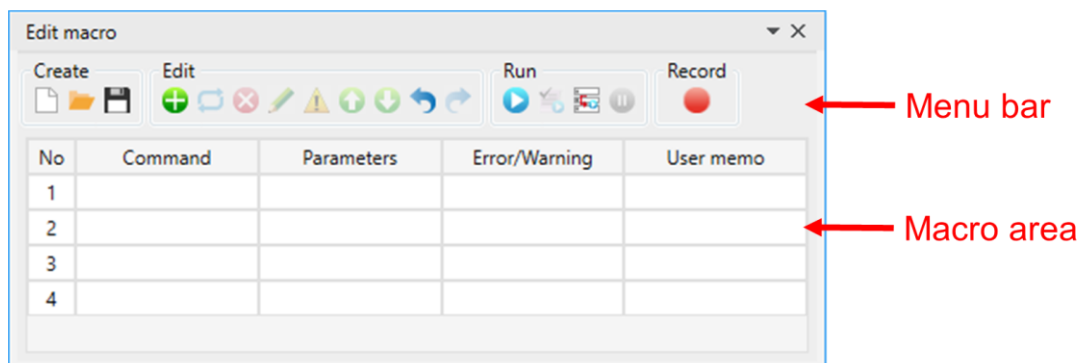 Edit macro
Create Edit Run Record
Menu bar
No Command Parameters Error/Warning User memo
1
2
Macro area
3
4